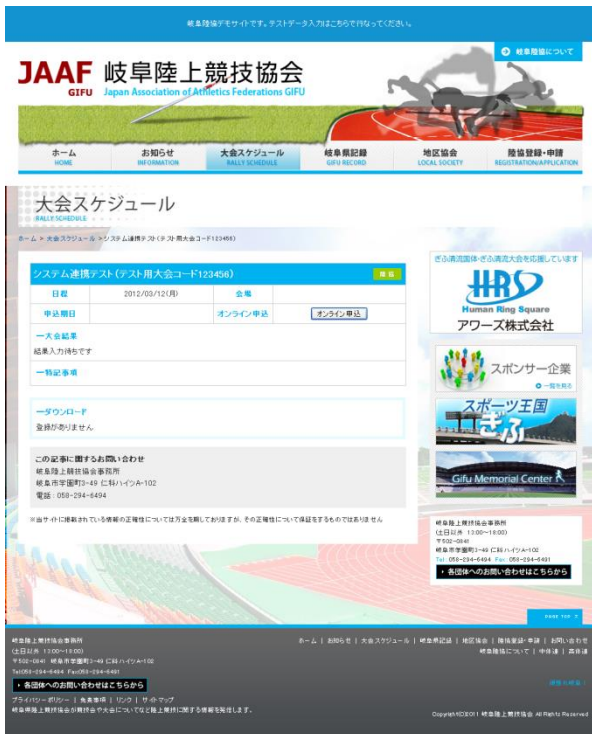 岐阜陸協デモサイトです。テストデータ入力はこちらで行なってください。
岐阜陸協について
JAAF GIFU
岐阜陸上競技協会
Japan Association of Athletics Federations GIFU
ホーム お知らせ 大会スケジュール 岐阜県記録 地区協会 陸協登録・申請
HOME INFORMATION RALLY SCHEDULE GIFU RECORD LOCAL SOCIETY REGISTRATION/APPLICATION
大会スケジュール
RALLY SCHEDULE
ホーム > 大会スケジュール > システム連携テスト(テスト用大会コード123456)
システム連携テスト(テスト用大会コード123456)
日程 2012/03/12(月) 会場
申込期日 オンライン申込 オンライン申込
大会結果
結果入力待ちです
特記事項
ダウンロード
登録がありません
この記事に関するお問い合わせ
岐阜陸上競技協会事務所
岐阜市学園町3-49 仁科ハイツA-102
電話:058-294-6494
※当サイトに掲載されている情報の正確性については万全を期しておりますが、その正確性について保証をするものではありません
ぎふ清流国体・ぎふ清流大会を応援しています
HRS
Human Ring Square
アワーズ株式会社
スポンサー企業
一覧を見る
スポーツ王国
ぎふ
Gifu Memorial Center
岐阜陸上競技協会事務所
(土日以外 13:00~18:00)
〒502-0841
岐阜市学園町3-49 仁科ハイツA-102
Tel:058-294-6494 Fax:058-294-6491
各団体へのお問い合わせはこちらから
PAGE TOP
岐阜陸上競技協会事務所
(土日以外 13:00~18:00)
〒502-0841 岐阜市学園町3-49 仁科ハイツA-102
Tel:058-294-6494 Fax:058-294-6491
各団体へのお問い合わせはこちらから
プライバシーポリシー | 免責事項 | リンク | サイトマップ
岐阜県陸上競技協会が競技会や大会についてなど陸上競技に関する情報を発信します。
ホーム | お知らせ | 大会スケジュール | 岐阜県記録 | 地区協会 | 陸協登録・申請 | お問い合わせ
岐阜陸協について | 中体連 | 高体連
Copyright(C)2011 岐阜陸上競技協会 All Rights Reserved